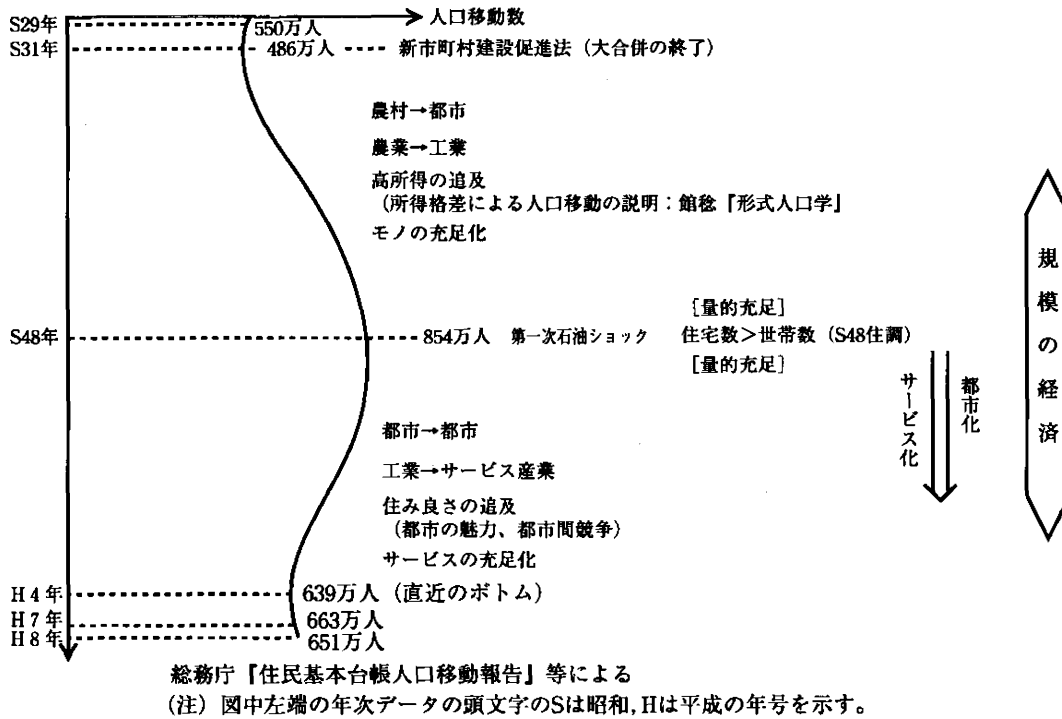 人口移動数
S29年
550万人
S31年
486万人
新市町村建設促進法（大合併の終了）
農村→都市
農業→工業
高所得の追及
（所得格差による人口移動の説明：館稔『形式人口学』
モノの充足化
S48年
854万人
第一次石油ショック
［量的充足］
住宅数＞世帯数（S48住調）
［量的充足］
都市化
サービス化
規模の経済
都市→都市
工業→サービス産業
住み良さの追及
（都市の魅力、都市間競争）
サービスの充足化
H4年
639万人（直近のボトム）
H7年
663万人
H8年
651万人
総務庁『住民基本台帳人口移動報告』等による
（注）図中左端の年次データの頭文字のSは昭和,Hは平成の年号を示す。